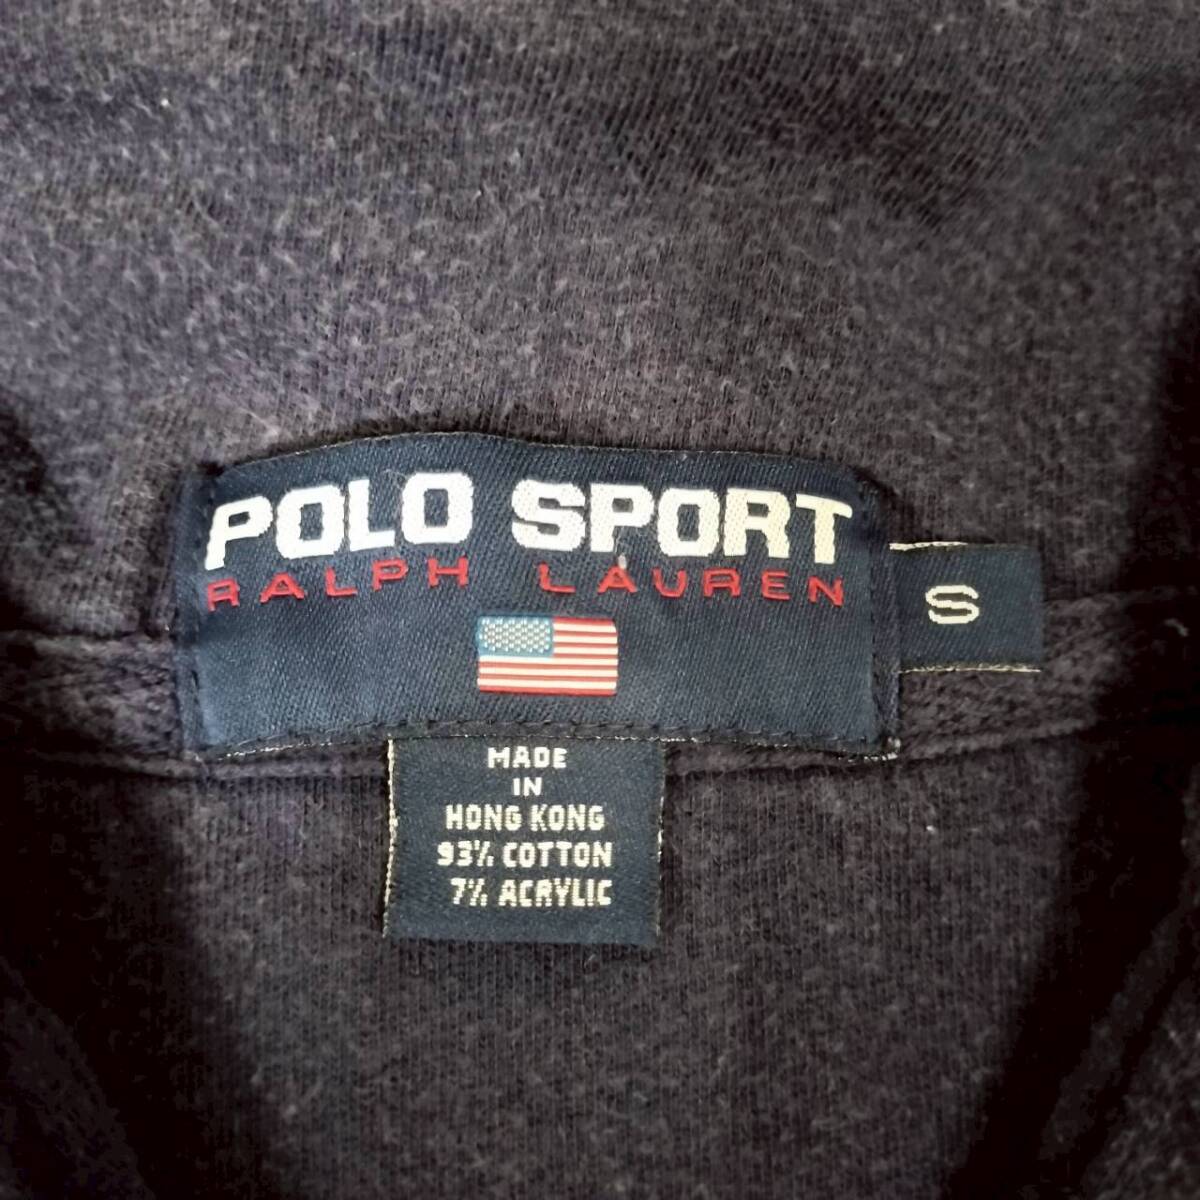 POLO SPORT
RALPH LAUREN
S
MADE
IN
HONG KONG
93% COTTON
7% ACRYLIC